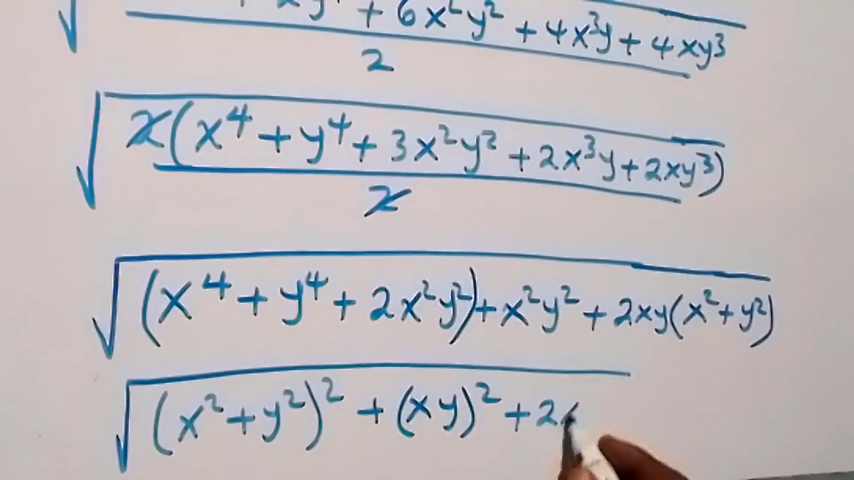 + 6x²y² + 4x³y + 4xy³
2
2(x⁴ + y⁴ + 3x²y² + 2x³y + 2xy³)
2
√(x⁴ + y⁴ + 2x²y²) + x²y² + 2xy(x² + y²)
√(x² + y²)² + (xy)² + 2